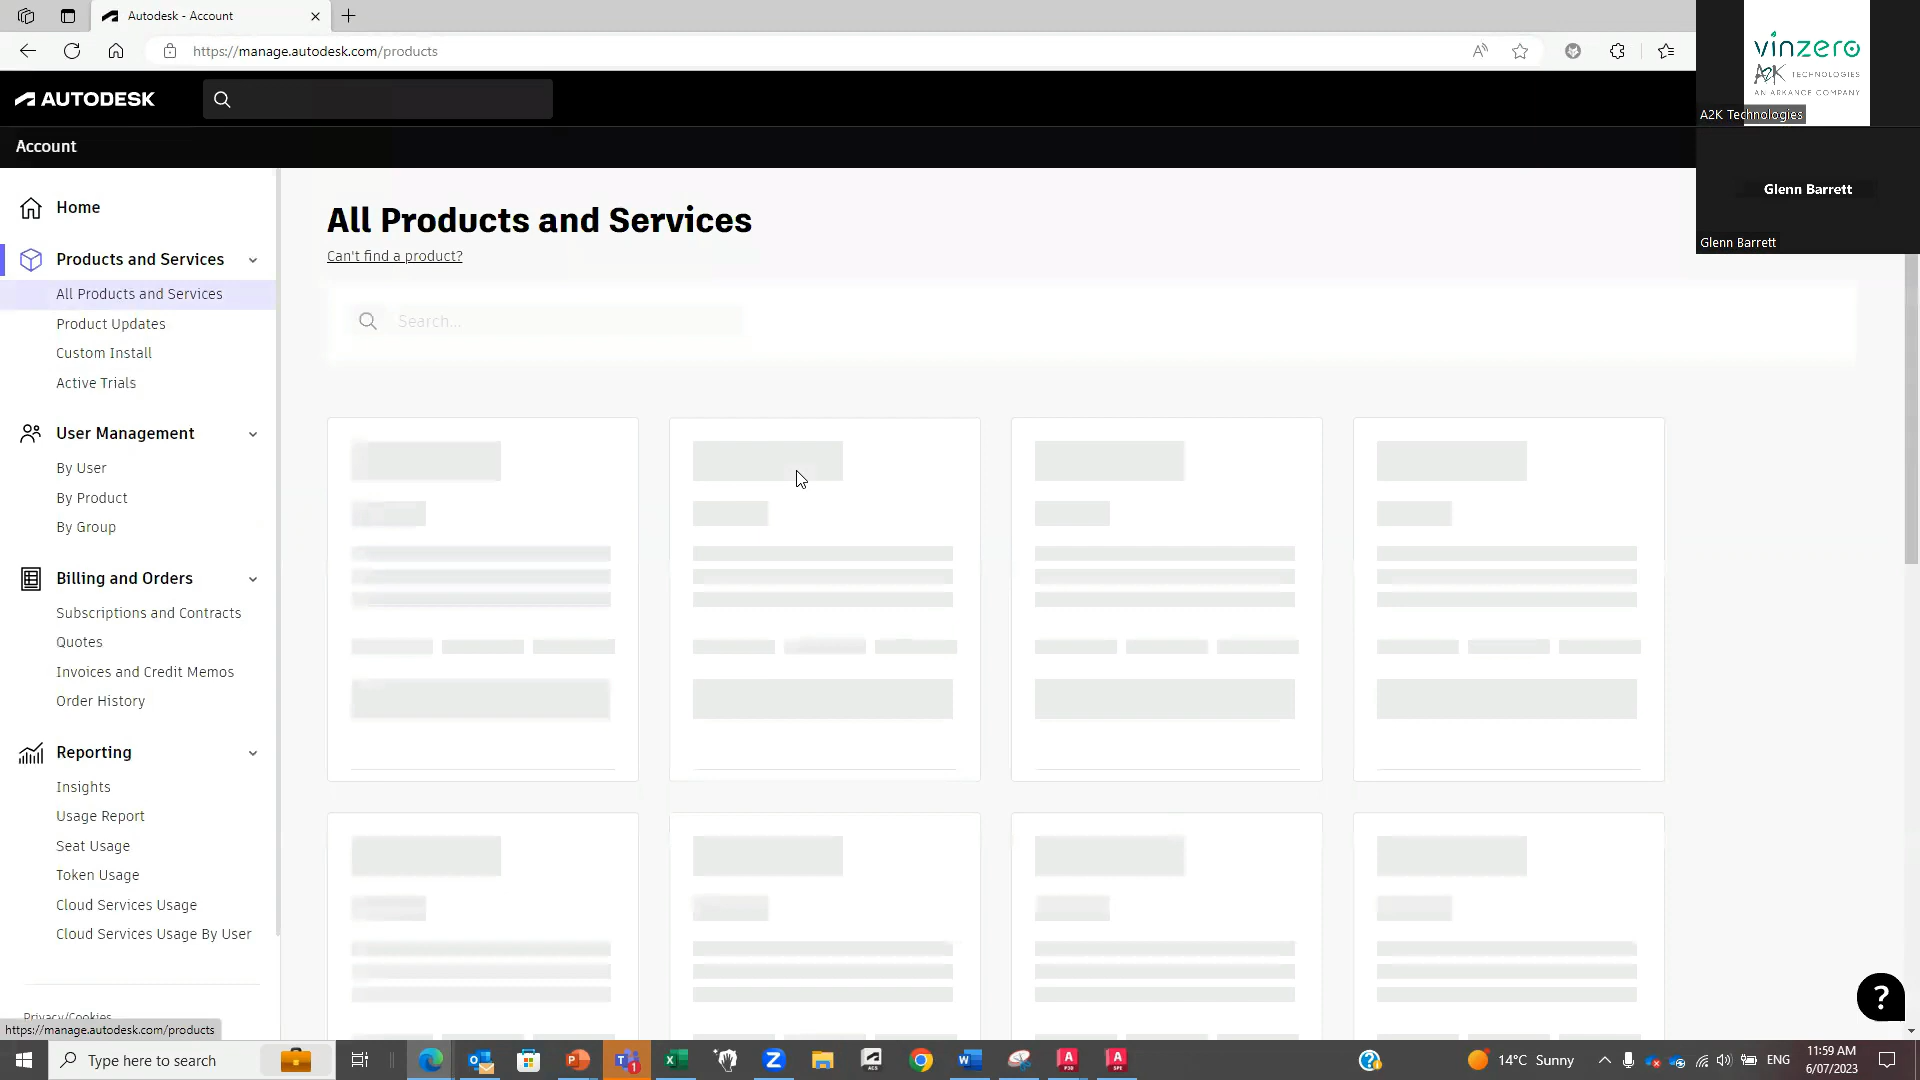 Autodesk - Account
https://manage.autodesk.com/products
AUTODESK
Account
Home
Products and Services
All Products and Services
Product Updates
Custom Install
Active Trials
User Management
By User
By Product
By Group
Billing and Orders
Subscriptions and Contracts
Quotes
Invoices and Credit Memos
Order History
Reporting
Insights
Usage Report
Seat Usage
Token Usage
Cloud Services Usage
Cloud Services Usage By User
Privacy/Cookies
https://manage.autodesk.com/products
All Products and Services
Can't find a product?
Search...
vinzero
A2K TECHNOLOGIES
AN ARKANCE COMPANY
A2K Technologies
Glenn Barrett
Glenn Barrett
?
Type here to search
14°C Sunny
ENG
11:59 AM
6/07/2023